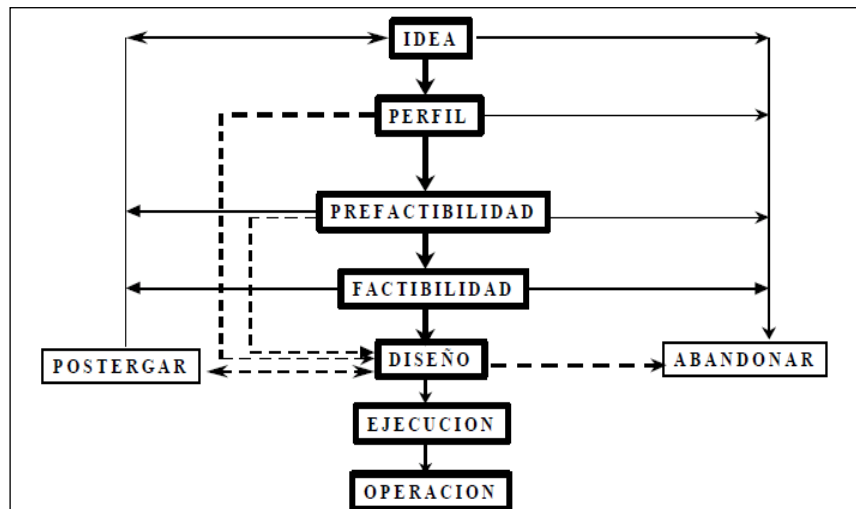 IDEA
PERFIL
PREFACTIBILIDAD
FACTIBILIDAD
POSTERGAR
DISEÑO
ABANDONAR
EJECUCION
OPERACION